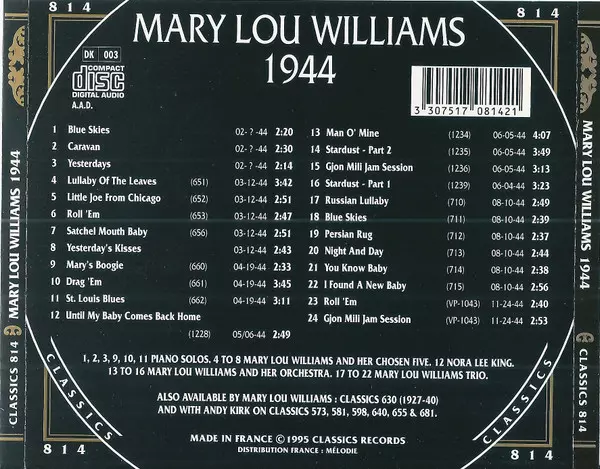 814
814
MARY LOU WILLIAMS
1944
DK 003
COMPACT
disc
DIGITAL AUDIO
A.A.D.
3 307517 081421
1 Blue Skies 02- ? -44 2:20
2 Caravan 02- ? -44 2:30
3 Yesterdays 02- ? -44 2:14
4 Lullaby Of The Leaves (651) 03-12-44 3:42
5 Little Joe From Chicago (652) 03-12-44 2:51
6 Roll 'Em (653) 03-12-44 2:47
7 Satchel Mouth Baby (656) 03-12-44 2:51
8 Yesterday's Kisses 03-12-44 2:43
9 Mary's Boogie (660) 04-19-44 2:33
10 Drag 'Em (661) 04-19-44 3:45
11 St. Louis Blues (662) 04-19-44 3:11
12 Until My Baby Comes Back Home
(1228) 05/06-44 2:49
13 Man O' Mine (1234) 06-05-44 4:07
14 Stardust - Part 2 (1235) 06-05-44 3:49
15 Gjon Mili Jam Session (1236) 06-05-44 3:13
16 Stardust - Part 1 (1239) 06-05-44 3:23
17 Russian Lullaby (710) 08-10-44 2:49
18 Blue Skies (711) 08-10-44 2:39
19 Persian Rug (712) 08-10-44 2:37
20 Night And Day (713) 08-10-44 2:44
21 You Know Baby (714) 08-10-44 2:38
22 I Found A New Baby (715) 08-10-44 2:56
23 Roll 'Em (VP-1043) 11-24-44 2:40
24 Gjon Mili Jam Session (VP-1043) 11-24-44 2:53
1, 2, 3, 9, 10, 11 PIANO SOLOS. 4 TO 8 MARY LOU WILLIAMS AND HER CHOSEN FIVE. 12 NORA LEE KING.
13 TO 16 MARY LOU WILLIAMS AND HER ORCHESTRA. 17 TO 22 MARY LOU WILLIAMS TRIO.
ALSO AVAILABLE BY MARY LOU WILLIAMS : CLASSICS 630 (1927-40)
AND WITH ANDY KIRK ON CLASSICS 573, 581, 598, 640, 655 & 681.
MADE IN FRANCE © 1995 CLASSICS RECORDS
DISTRIBUTION FRANCE : MÉLODIE
CLASSICS
CLASSICS
814
814
MARY LOU WILLIAMS 1944
CLASSICS 814
MARY LOU WILLIAMS 1944
CLASSICS 814